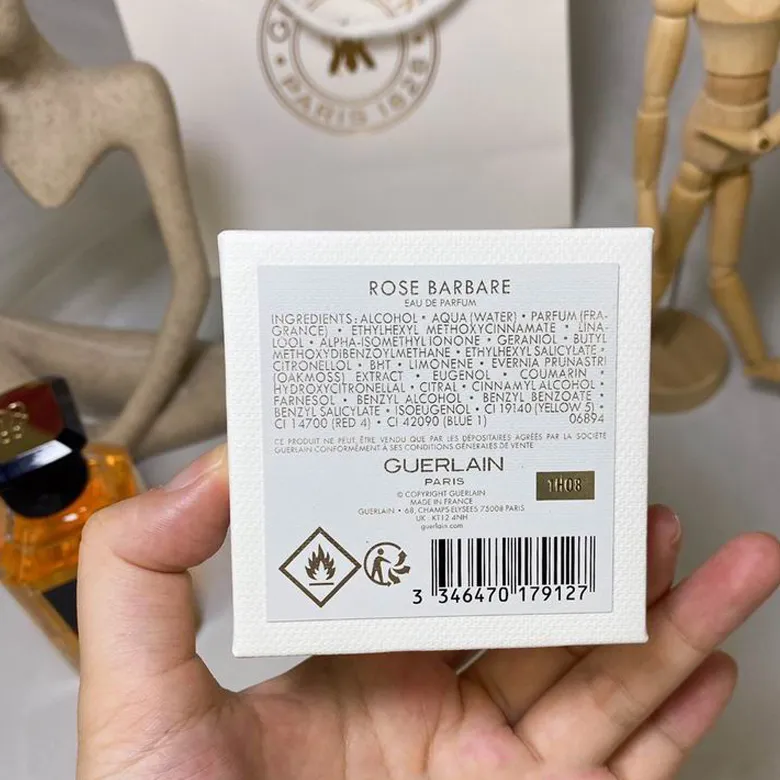 PARIS 1828
ROSE BARBARE
EAU DE PARFUM
INGREDIENTS: ALCOHOL • AQUA (WATER) • PARFUM (FRA-
GRANCE) • ETHYLHEXYL METHOXYCINNAMATE • LINA-
LOOL • ALPHA-ISOMETHYL IONONE • GERANIOL • BUTYL
METHOXYDIBENZOYLMETHANE • ETHYLHEXYL SALICYLATE •
CITRONELLOL • BHT • LIMONENE • EVERNIA PRUNASTRI
(OAKMOSS) EXTRACT • EUGENOL • COUMARIN •
HYDROXYCITRONELLAL • CITRAL • CINNAMYL ALCOHOL •
FARNESOL • BENZYL ALCOHOL • BENZYL BENZOATE •
BENZYL SALICYLATE • ISOEUGENOL • CI 19140 (YELLOW 5) •
CI 14700 (RED 4) • CI 42090 (BLUE 1) 06894
CE PRODUIT NE PEUT ÊTRE VENDU QUE PAR LES DÉPOSITAIRES AGRÉÉS PAR LA SOCIÉTÉ
GUERLAIN CONFORMÉMENT À SES CONDITIONS GÉNÉRALES DE VENTE
GUERLAIN
PARIS
1H08
© COPYRIGHT GUERLAIN
MADE IN FRANCE
GUERLAIN • 68, CHAMPS-ELYSÉES 75008 PARIS
UK : KT12 4NH
guerlain.com
3 346470 179127